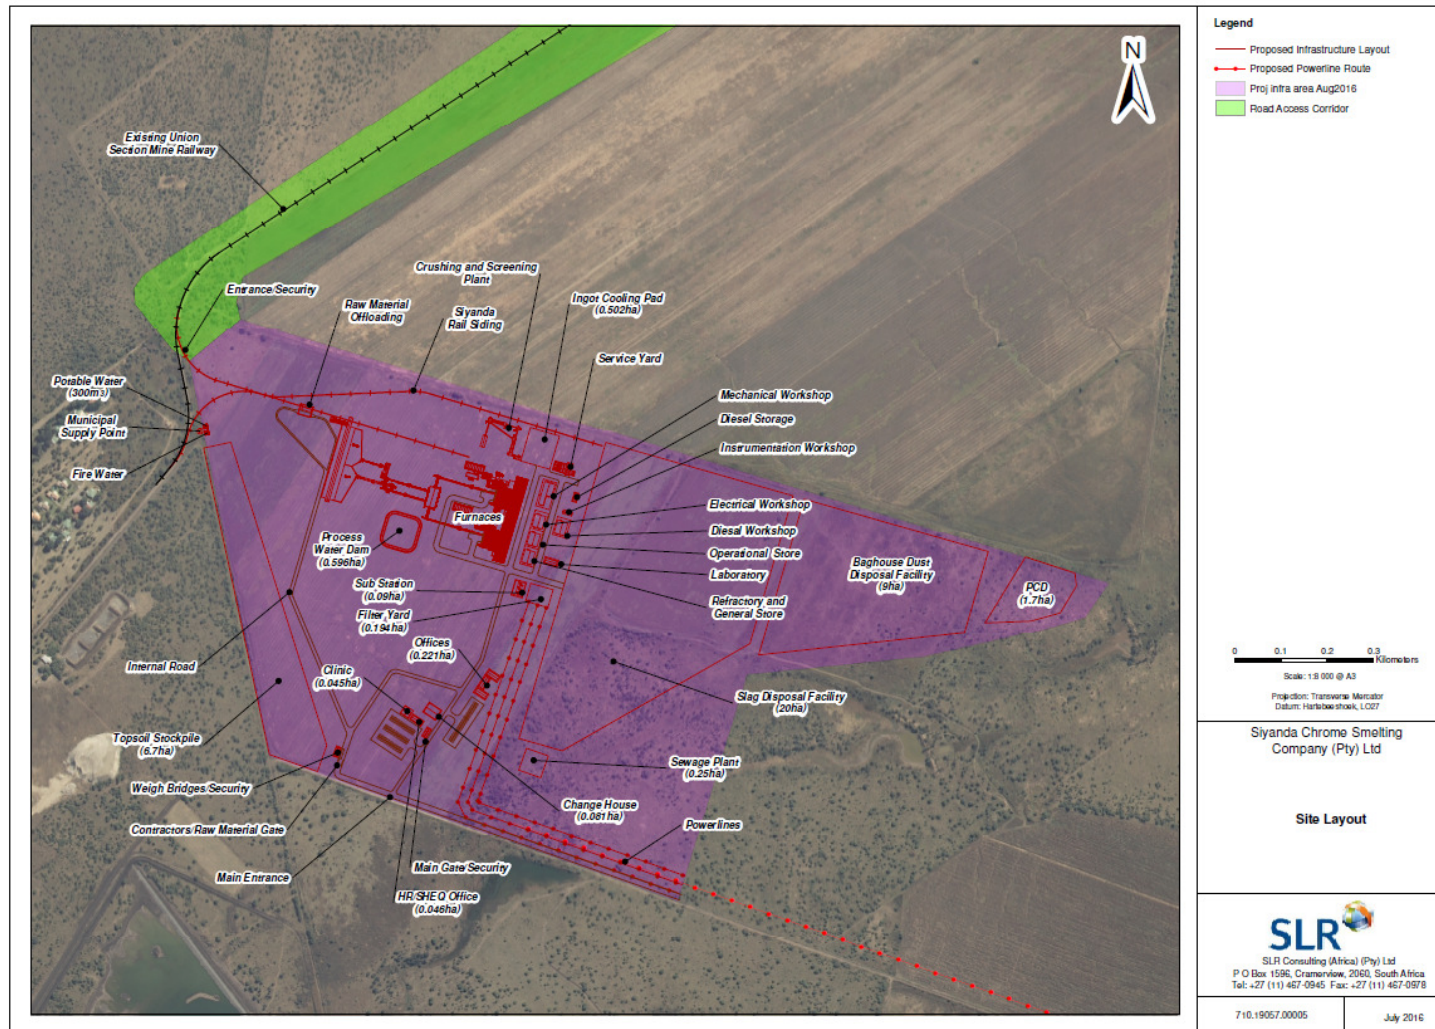 Existing Union
Section Mine Railway
Entrance/Security
Raw Material
Offloading
Siyanda
Rail Siding
Crushing and Screening
Plant
Ingot Cooling Pad
(0.502ha)
Service Yard
Mechanical Workshop
Diesel Storage
Instrumentation Workshop
Potable Water
(300m3)
Municipal
Supply Point
Fire Water
Furnaces
Process
Water Dam
(0.596ha)
Electrical Workshop
Diesal Workshop
Operational Store
Laboratory
Refractory and
General Store
Baghouse Dust
Disposal Facility
(9ha)
PCD
(1.7ha)
Sub Station
(0.09ha)
Filter Yard
(0.194ha)
Offices
(0.221ha)
Clinic
(0.045ha)
Internal Road
Topsoil Stockpile
(6.7ha)
Weigh Bridges/Security
Contractors/Raw Material Gate
Main Entrance
Slag Disposal Facility
(20ha)
Sewage Plant
(0.25ha)
Change House
(0.081ha)
Powerlines
Main Gate/Security
HR/SHEQ Office
(0.046ha)
N
Legend
Proposed Infrastructure Layout
Proposed Powerline Route
Proj infra area Aug2016
Road Access Corridor
0 0.1 0.2 0.3
Kilometers
Scale: 1:8 000 @ A3
Projection: Transverse Mercator
Datum: Hartebeeshoek, LO27
Siyanda Chrome Smelting
Company (Pty) Ltd
Site Layout
SLR
SLR Consulting (Africa) (Pty) Ltd
P O Box 1596, Cramerview, 2060, South Africa
Tel: +27 (11) 467-0945 Fax: +27 (11) 467-0978
710.19057.00005
July 2016